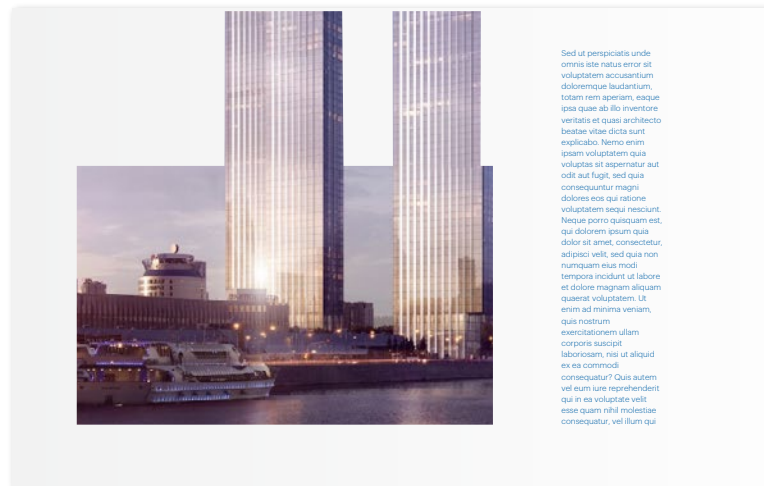 Sed ut perspiciatis unde
omnis iste natus error sit
voluptatem accusantium
doloremque laudantium,
totam rem aperiam, eaque
ipsa quae ab illo inventore
veritatis et quasi architecto
beatae vitae dicta sunt
explicabo. Nemo enim
ipsam voluptatem quia
voluptas sit aspernatur aut
odit aut fugit, sed quia
consequuntur magni
dolores eos qui ratione
voluptatem sequi nesciunt.
Neque porro quisquam est,
qui dolorem ipsum quia
dolor sit amet, consectetur,
adipisci velit, sed quia non
numquam eius modi
tempora incidunt ut labore
et dolore magnam aliquam
quaerat voluptatem. Ut
enim ad minima veniam,
quis nostrum
exercitationem ullam
corporis suscipit
laboriosam, nisi ut aliquid
ex ea commodi
consequatur? Quis autem
vel eum iure reprehenderit
qui in ea voluptate velit
esse quam nihil molestiae
consequatur, vel illum qui